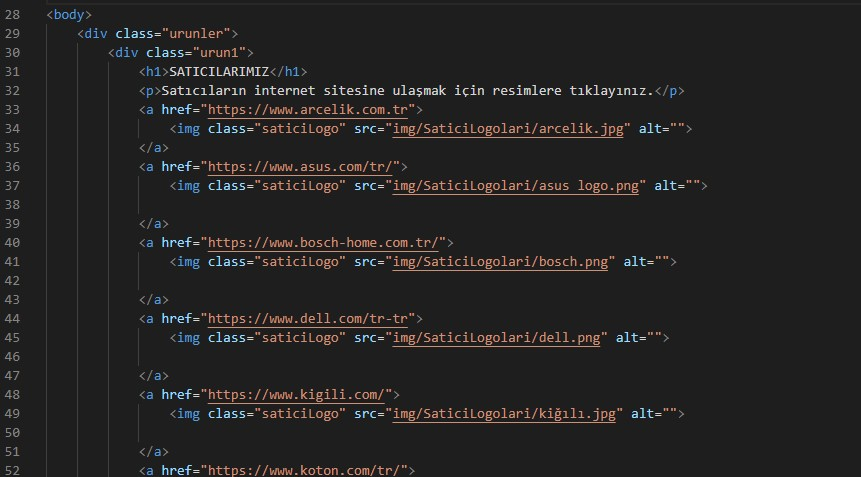 28 <body>
29 <div class="urunler">
30 <div class="urun1">
31 <h1>SATICILARIMIZ</h1>
32 <p>Satıcıların internet sitesine ulaşmak için resimlere tıklayınız.</p>
33 <a href="https://www.arcelik.com.tr">
34 <img class="saticiLogo" src="img/SaticiLogolari/arcelik.jpg" alt="">
35 </a>
36 <a href="https://www.asus.com/tr/">
37 <img class="saticiLogo" src="img/SaticiLogolari/asus logo.png" alt="">
38
39 </a>
40 <a href="https://www.bosch-home.com.tr/">
41 <img class="saticiLogo" src="img/SaticiLogolari/bosch.png" alt="">
42
43 </a>
44 <a href="https://www.dell.com/tr-tr">
45 <img class="saticiLogo" src="img/SaticiLogolari/dell.png" alt="">
46
47 </a>
48 <a href="https://www.kigili.com/">
49 <img class="saticiLogo" src="img/SaticiLogolari/kiğılı.jpg" alt="">
50
51 </a>
52 <a href="https://www.koton.com/tr/">